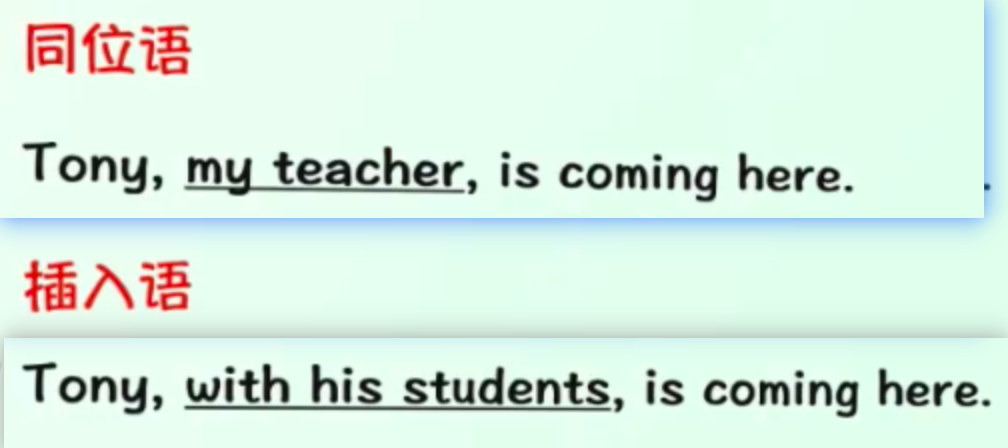 同位语
Tony, my teacher, is coming here.
插入语
Tony, with his students, is coming here.